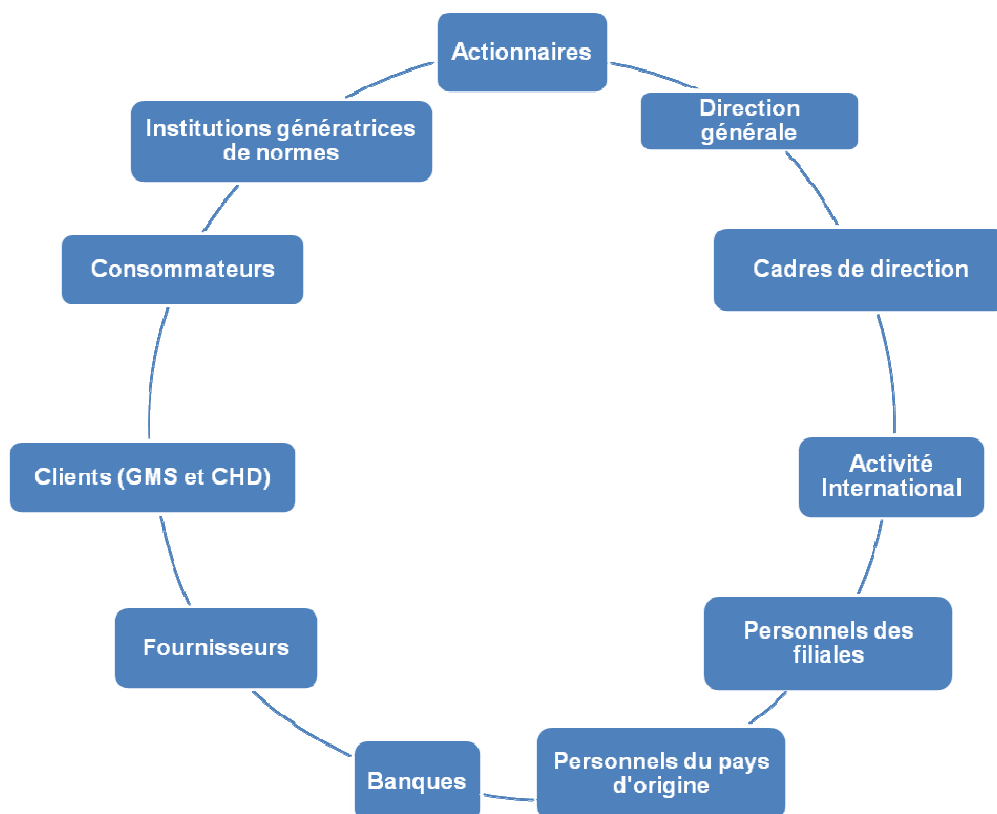 Actionnaires
Direction
générale
Cadres de direction
Activité
International
Personnels des
filiales
Personnels du pays
d'origine
Banques
Fournisseurs
Clients (GMS et CHD)
Consommateurs
Institutions génératrices
de normes